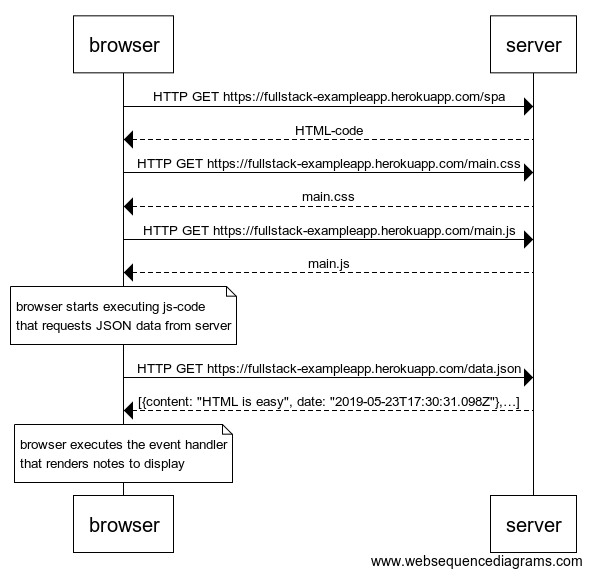 browser
server
HTTP GET https://fullstack-exampleapp.herokuapp.com/spa
HTML-code
HTTP GET https://fullstack-exampleapp.herokuapp.com/main.css
main.css
HTTP GET https://fullstack-exampleapp.herokuapp.com/main.js
main.js
browser starts executing js-code
that requests JSON data from server
HTTP GET https://fullstack-exampleapp.herokuapp.com/data.json
[{content: "HTML is easy", date: "2019-05-23T17:30:31.098Z"},...]
browser executes the event handler
that renders notes to display
browser
server
www.websequencediagrams.com